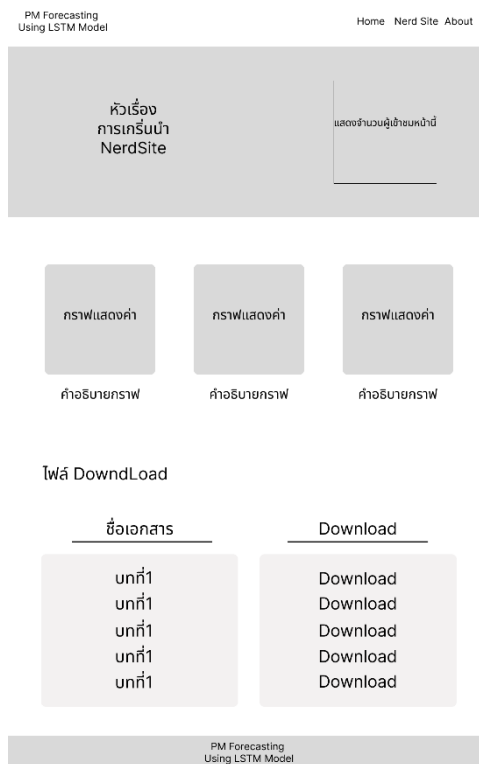 PM Forecasting
Using LSTM Model
Home Nerd Site About
หัวเรื่อง
การเกริ่นนำ
NerdSite
แสดงจำนวนผู้เข้าชมหน้านี้
กราฟแสดงค่า กราฟแสดงค่า กราฟแสดงค่า
คำอธิบายกราฟ คำอธิบายกราฟ คำอธิบายกราฟ
ไฟล์ DowndLoad
ชื่อเอกสาร Download
บทที่1 Download
บทที่1 Download
บทที่1 Download
บทที่1 Download
บทที่1 Download
PM Forecasting
Using LSTM Model